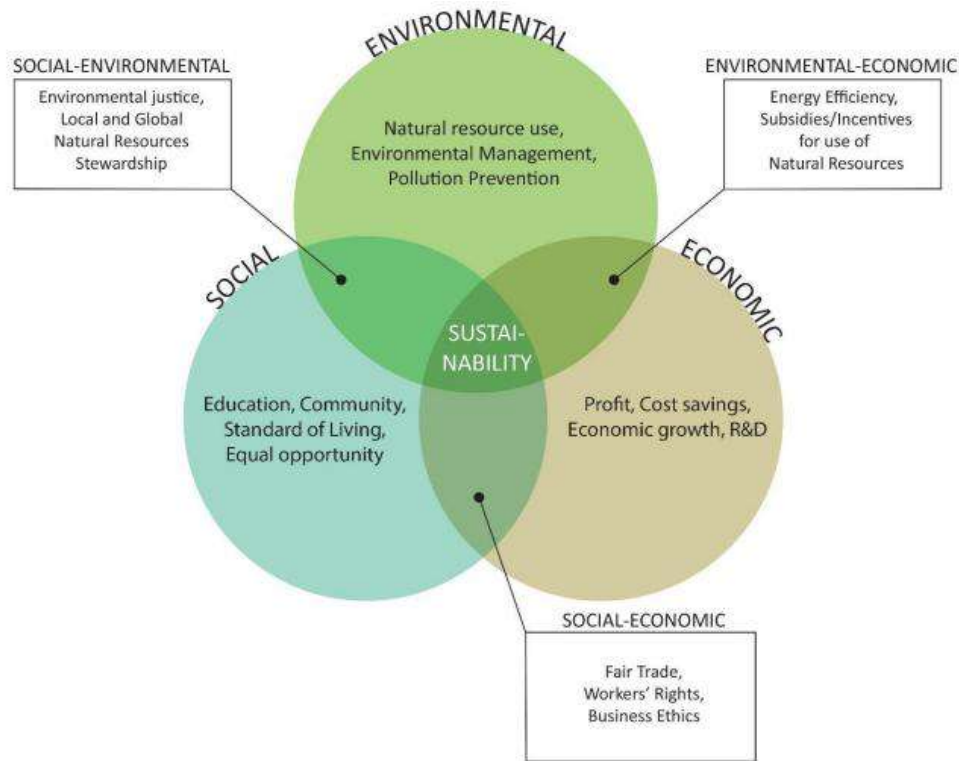 ENVIRONMENTAL
SOCIAL-ENVIRONMENTAL
Environmental justice,
Local and Global
Natural Resources
Stewardship
ENVIRONMENTAL-ECONOMIC
Energy Efficiency,
Subsidies/Incentives
for use of
Natural Resources
Natural resource use,
Environmental Management,
Pollution Prevention
SOCIAL
ECONOMIC
SUSTAI-
NABILITY
Education, Community,
Standard of Living,
Equal opportunity
Profit, Cost savings,
Economic growth, R&D
SOCIAL-ECONOMIC
Fair Trade,
Workers’ Rights,
Business Ethics